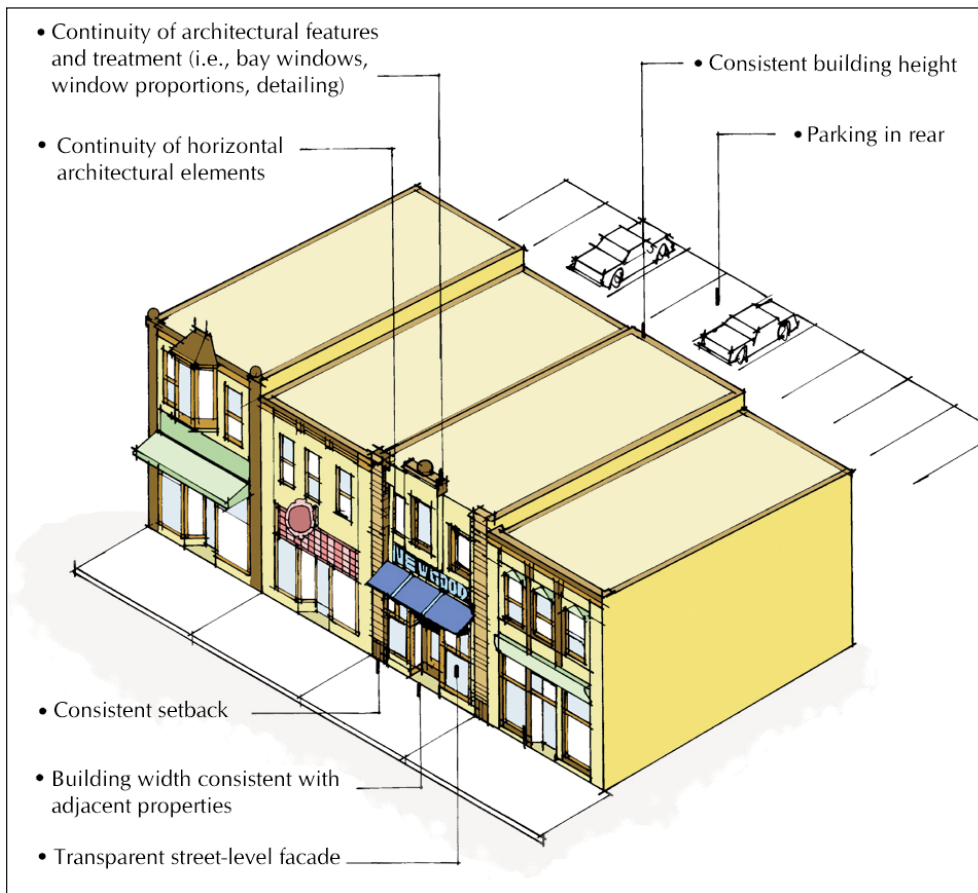 • Continuity of architectural features
and treatment (i.e., bay windows,
window proportions, detailing)
• Consistent building height
• Parking in rear
• Continuity of horizontal
architectural elements
NEWGOOD
• Consistent setback
• Building width consistent with
adjacent properties
• Transparent street-level facade